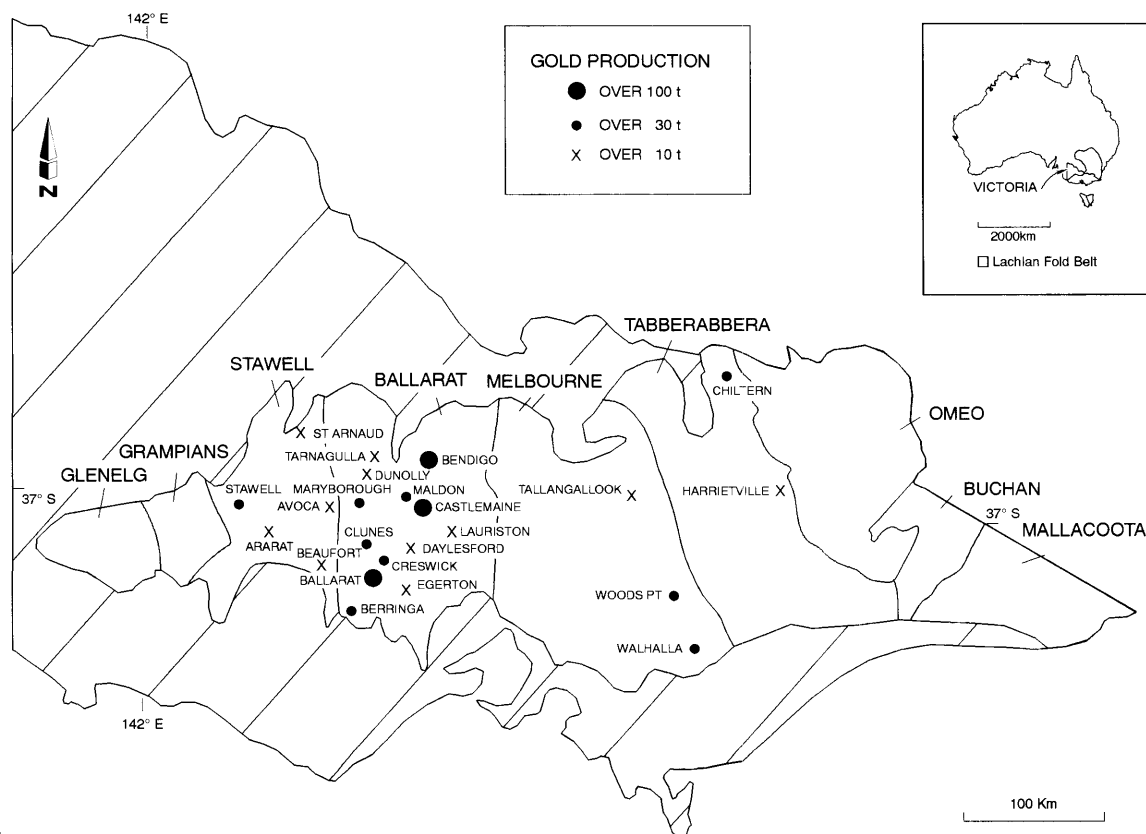 142° E
GOLD PRODUCTION
OVER 100 t
OVER 30 t
X OVER 10 t
N
VICTORIA
2000km
Lachlan Fold Belt
TABBERABBERA
STAWELL
BALLARAT
MELBOURNE
CHILTERN
OMEO
ST ARNAUD
GRAMPIANS
TARNAGULLA
BENDIGO
GLENELG
DUNOLLY
37° S
STAWELL
MARYBOROUGH
MALDON
TALLANGALLOOK
HARRIETVILLE
BUCHAN
AVOCA
CASTLEMAINE
37° S
MALLACOOTA
CLUNES
LAURISTON
ARARAT
BEAUFORT
DAYLESFORD
CRESWICK
BALLARAT
EGERTON
WOODS PT
BERRINGA
WALHALLA
142° E
100 Km